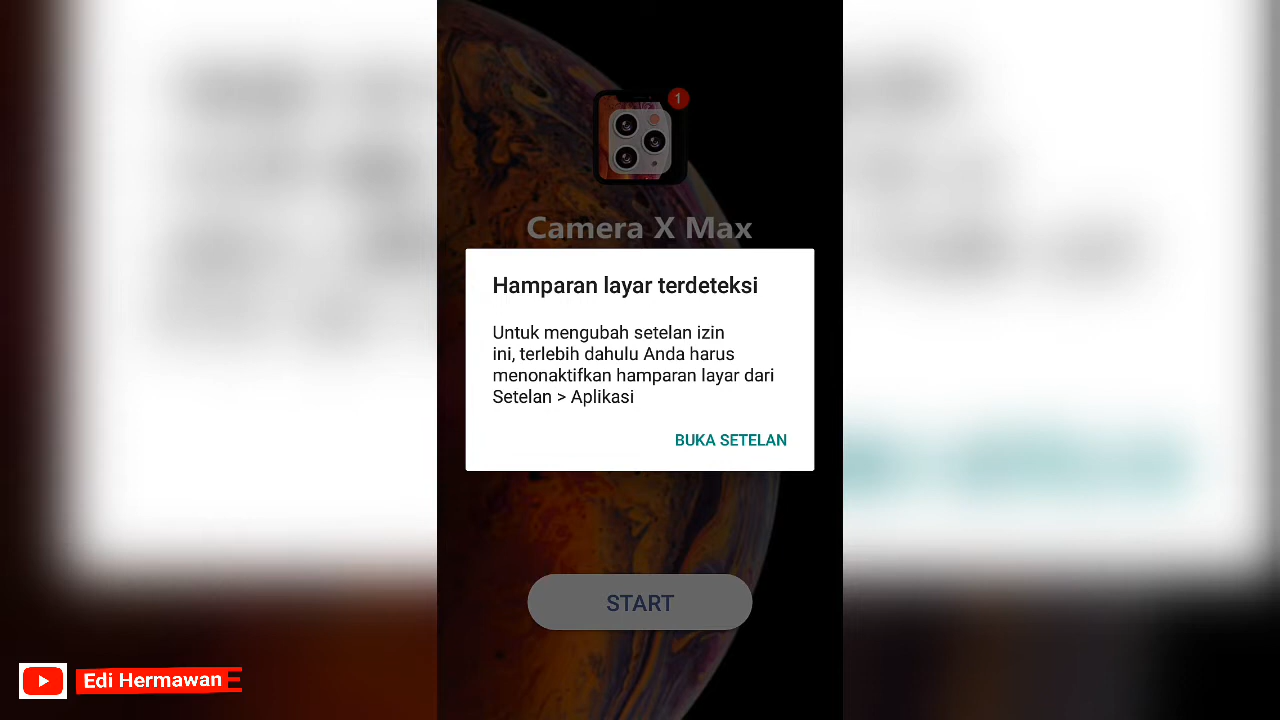 1
Camera X Max
Hamparan layar terdeteksi
Untuk mengubah setelan izin
ini, terlebih dahulu Anda harus
menonaktifkan hamparan layar dari
Setelan > Aplikasi
BUKA SETELAN
START
Edi Hermawan E